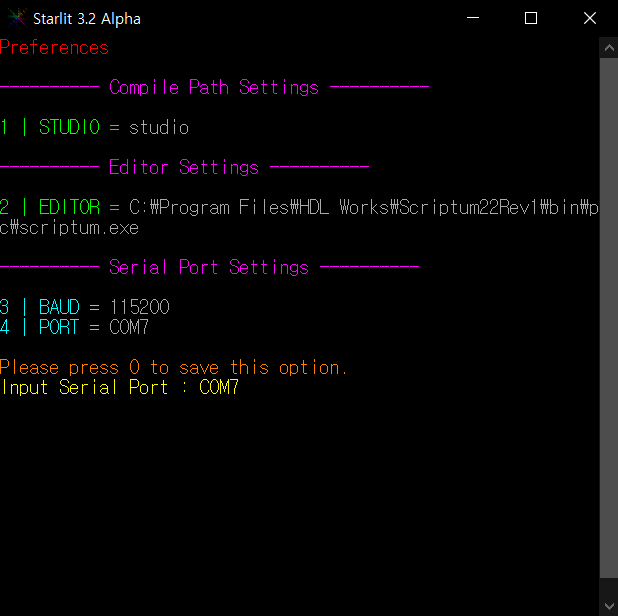 Starlit 3.2 Alpha
Preferences
---------- Compile Path Settings ----------
1 | STUDIO = studio
---------- Editor Settings ----------
2 | EDITOR = C:₩Program Files₩HDL Works₩Scriptum22Rev1₩bin₩p
c₩scriptum.exe
---------- Serial Port Settings ----------
3 | BAUD = 115200
4 | PORT = COM7
Please press 0 to save this option.
Input Serial Port : COM7